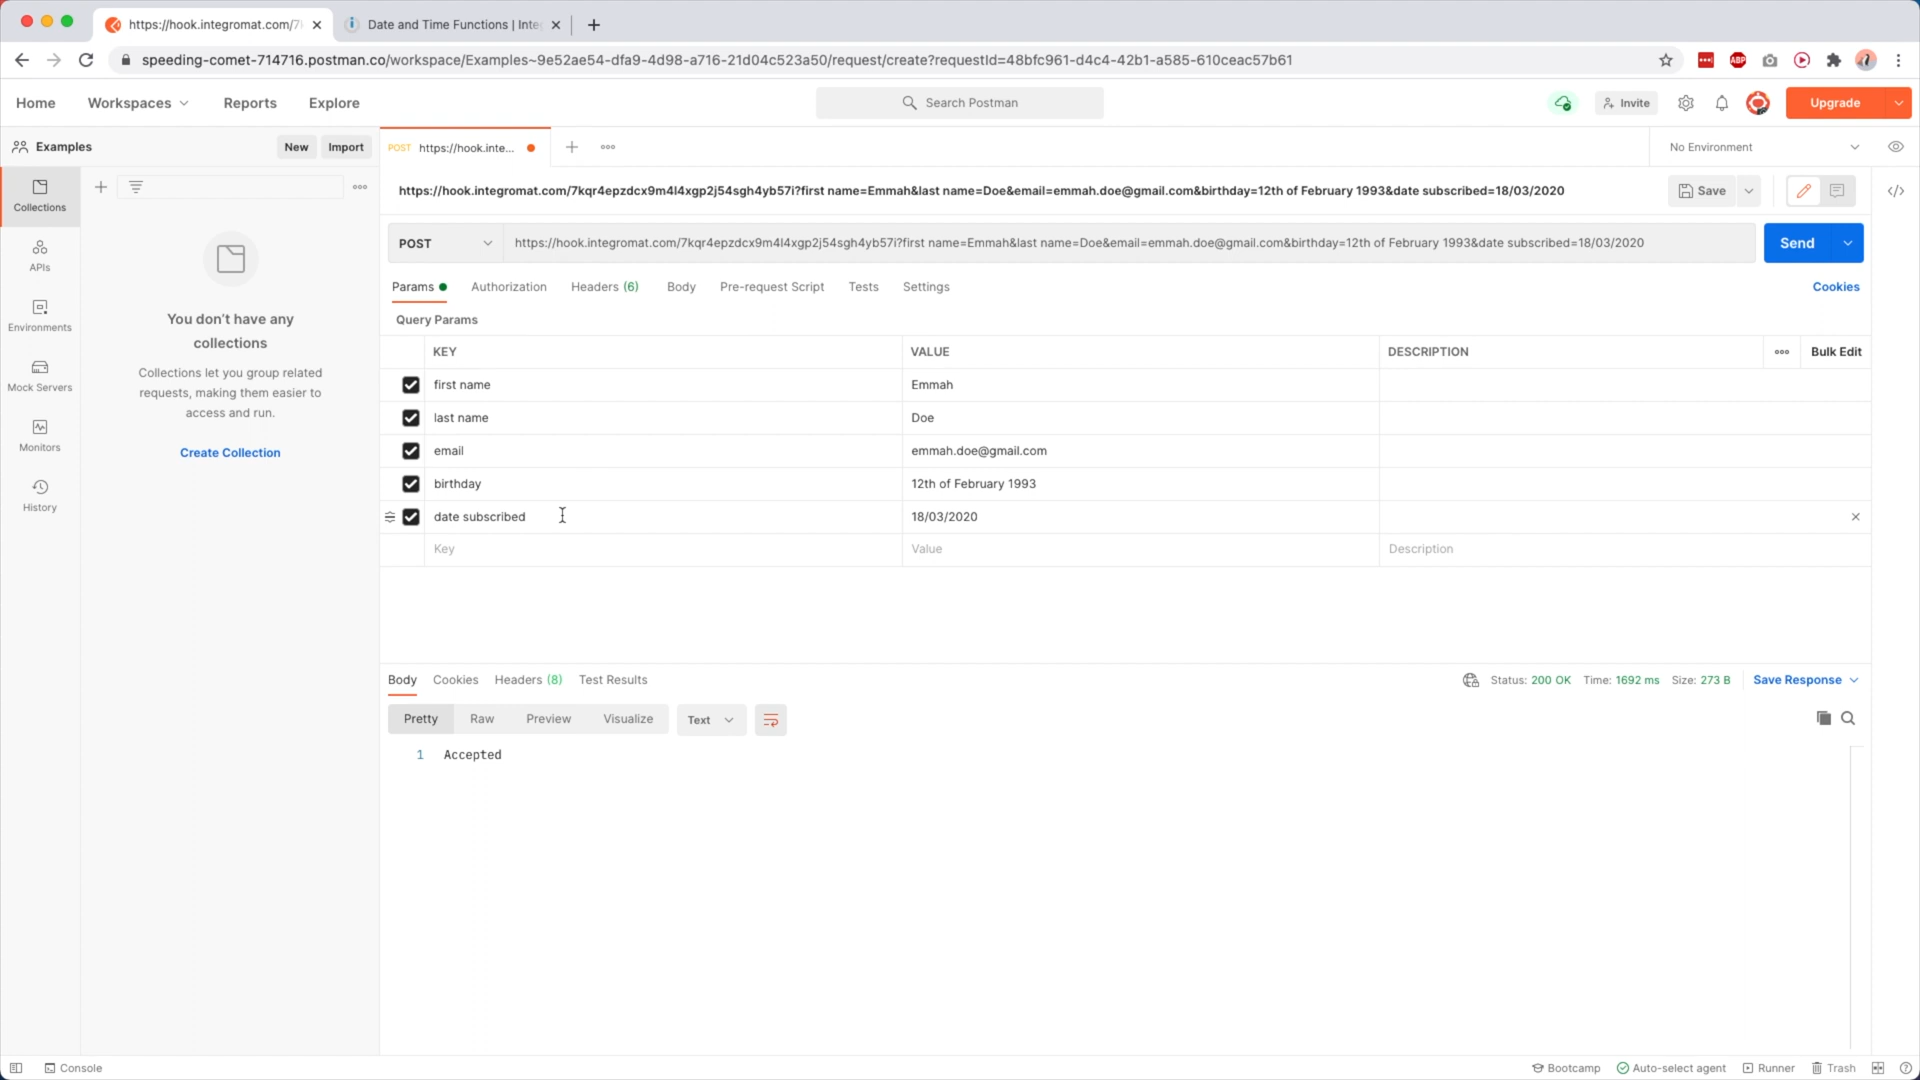 https://hook.integromat.com/7
Date and Time Functions | Inte
speeding-comet-714716.postman.co/workspace/Examples~9e52ae54-dfa9-4d98-a716-21d04c523a50/request/create?requestId=48bfc961-d4c4-42b1-a585-610ceac57b61
ABP
Home
Workspaces
Reports
Explore
Search Postman
Invite
Upgrade
Examples
New
Import
POST https://hook.inte...
No Environment
Collections
APIs
Environments
Mock Servers
Monitors
History
You don't have any
collections
Collections let you group related
requests, making them easier to
access and run.
Create Collection
https://hook.integromat.com/7kqr4epzdcx9m4l4xgp2j54sgh4yb57i?first name=Emmah&last name=Doe&email=emmah.doe@gmail.com&birthday=12th of February 1993&date subscribed=18/03/2020
Save
POST
https://hook.integromat.com/7kqr4epzdcx9m4l4xgp2j54sgh4yb57i?first name=Emmah&last name=Doe&email=emmah.doe@gmail.com&birthday=12th of February 1993&date subscribed=18/03/2020
Send
Params
Authorization
Headers (6)
Body
Pre-request Script
Tests
Settings
Cookies
Query Params
KEY VALUE DESCRIPTION
Bulk Edit
first name Emmah
last name Doe
email emmah.doe@gmail.com
birthday 12th of February 1993
date subscribed 18/03/2020
Key Value Description
Body
Cookies
Headers (8)
Test Results
Status: 200 OK Time: 1692 ms Size: 273 B
Save Response
Pretty
Raw
Preview
Visualize
Text
1 Accepted
Console
Bootcamp
Auto-select agent
Runner
Trash